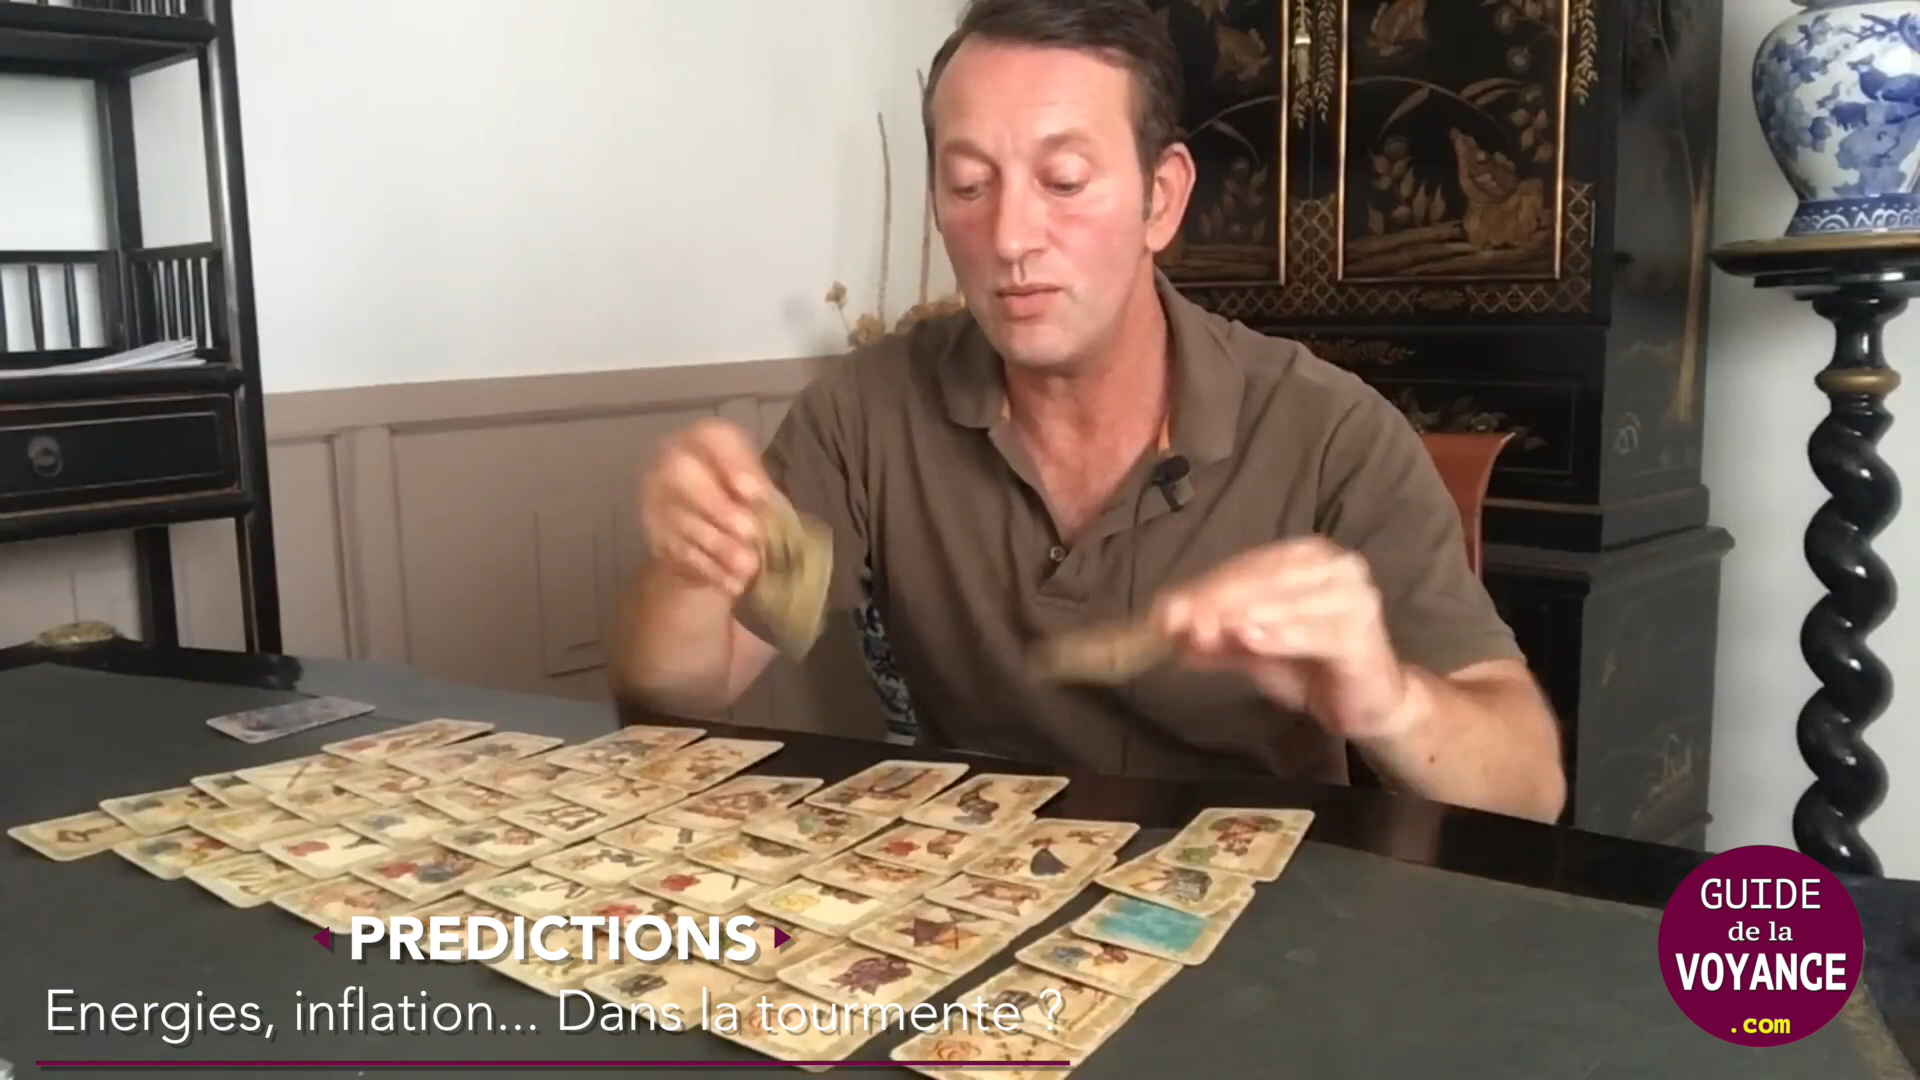 PREDICTIONS
Energies, inflation... Dans la tourmente ?
GUIDE
de la
VOYANCE
.com